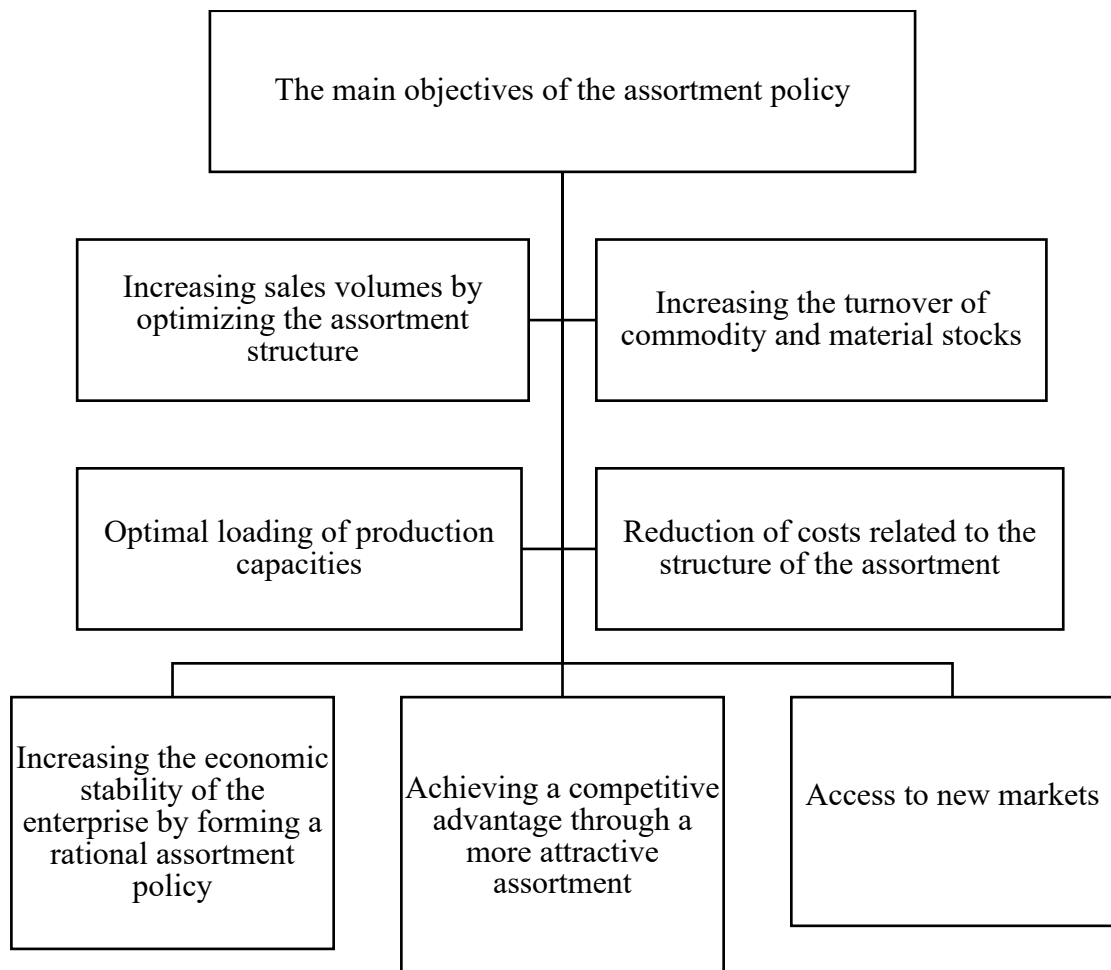 The main objectives of the assortment policy
Increasing sales volumes by
optimizing the assortment
structure
Increasing the turnover of
commodity and material stocks
Optimal loading of production
capacities
Reduction of costs related to the
structure of the assortment
Increasing the economic
stability of the
enterprise by forming a
rational assortment
policy
Achieving a competitive
advantage through a
more attractive
assortment
Access to new markets